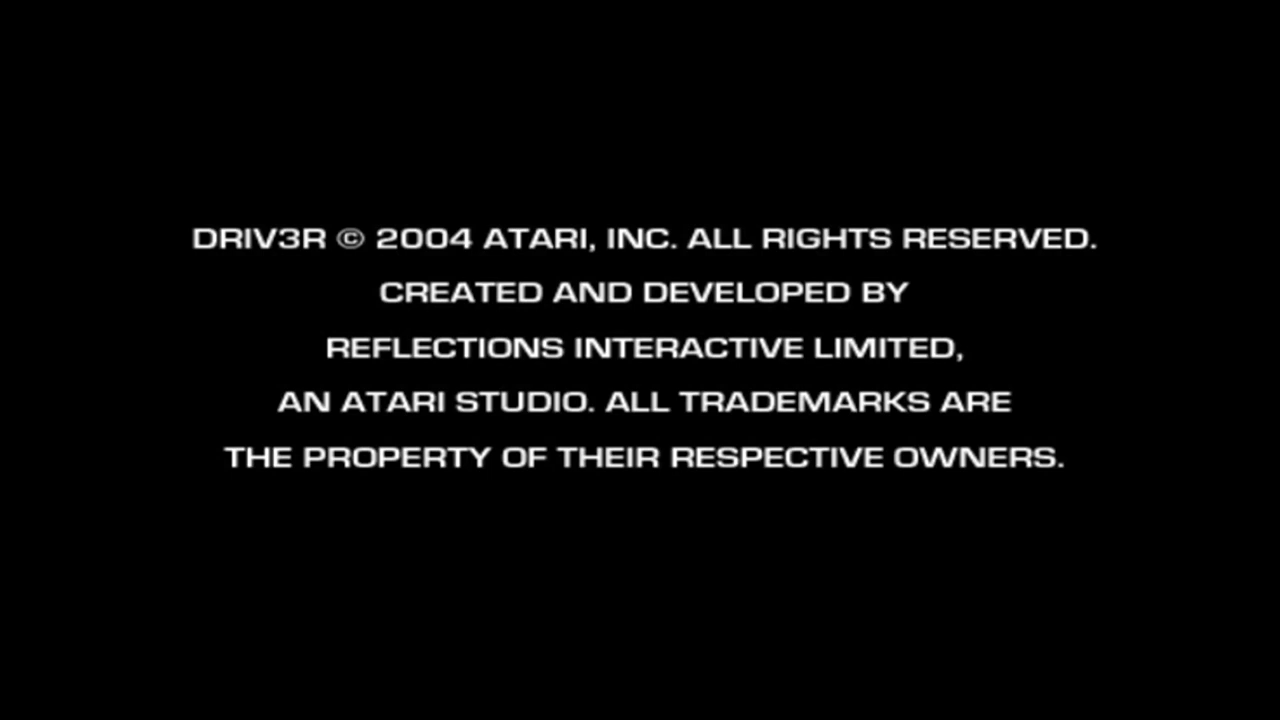 DRIV3R © 2004 ATARI, INC. ALL RIGHTS RESERVED.
CREATED AND DEVELOPED BY
REFLECTIONS INTERACTIVE LIMITED,
AN ATARI STUDIO. ALL TRADEMARKS ARE
THE PROPERTY OF THEIR RESPECTIVE OWNERS.